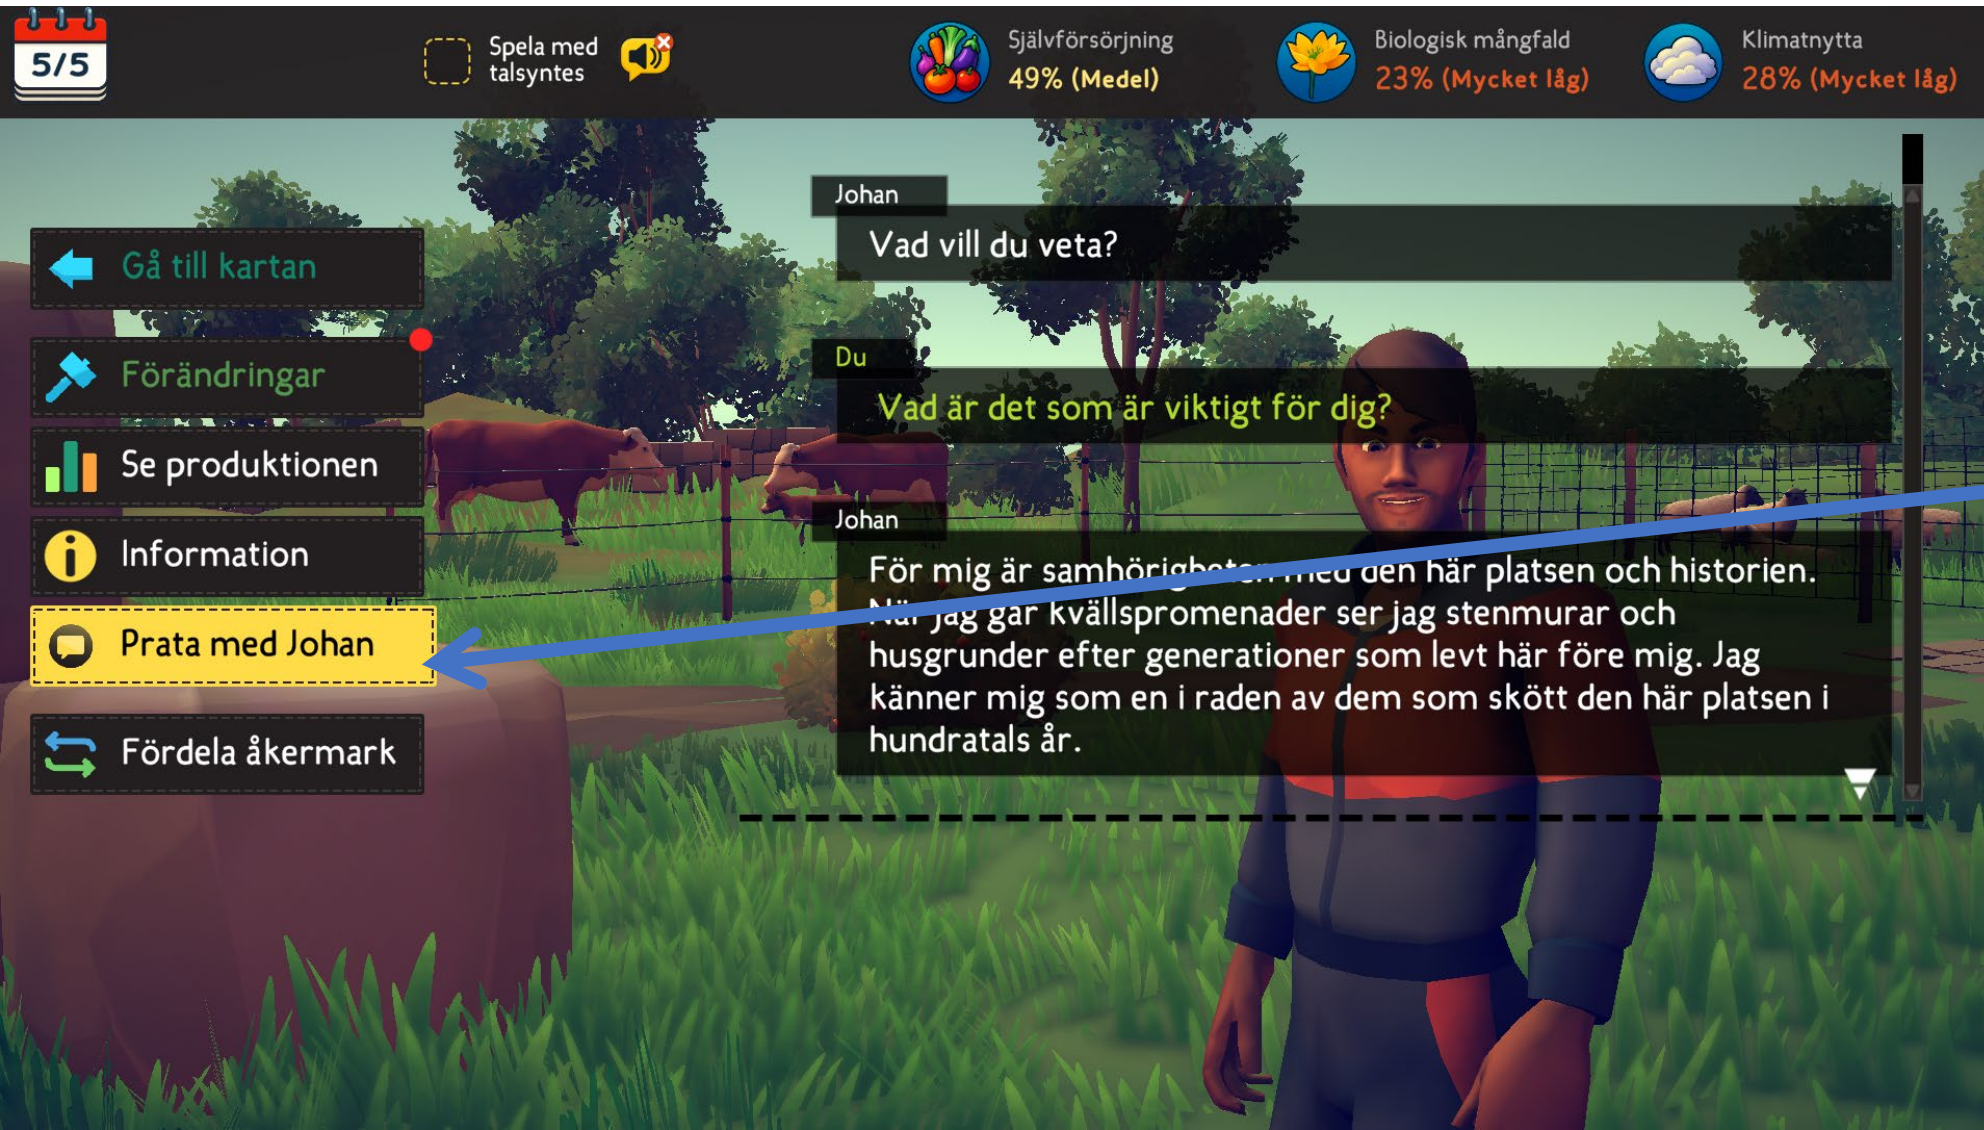 5/5
Spela med
talsyntes
Självförsörjning
49% (Medel)
Biologisk mångfald
23% (Mycket låg)
Klimatnytta
28% (Mycket låg)
Gå till kartan
Förändringar
Se produktionen
Information
Prata med Johan
Fördela åkermark
Johan
Vad vill du veta?
Du
Vad är det som är viktigt för dig?
Johan
För mig är samhörigheten med den här platsen och historien.
När jag går kvällspromenader ser jag stenmurar och
husgrunder efter generationer som levt här före mig. Jag
känner mig som en i raden av dem som skött den här platsen i
hundratals år.